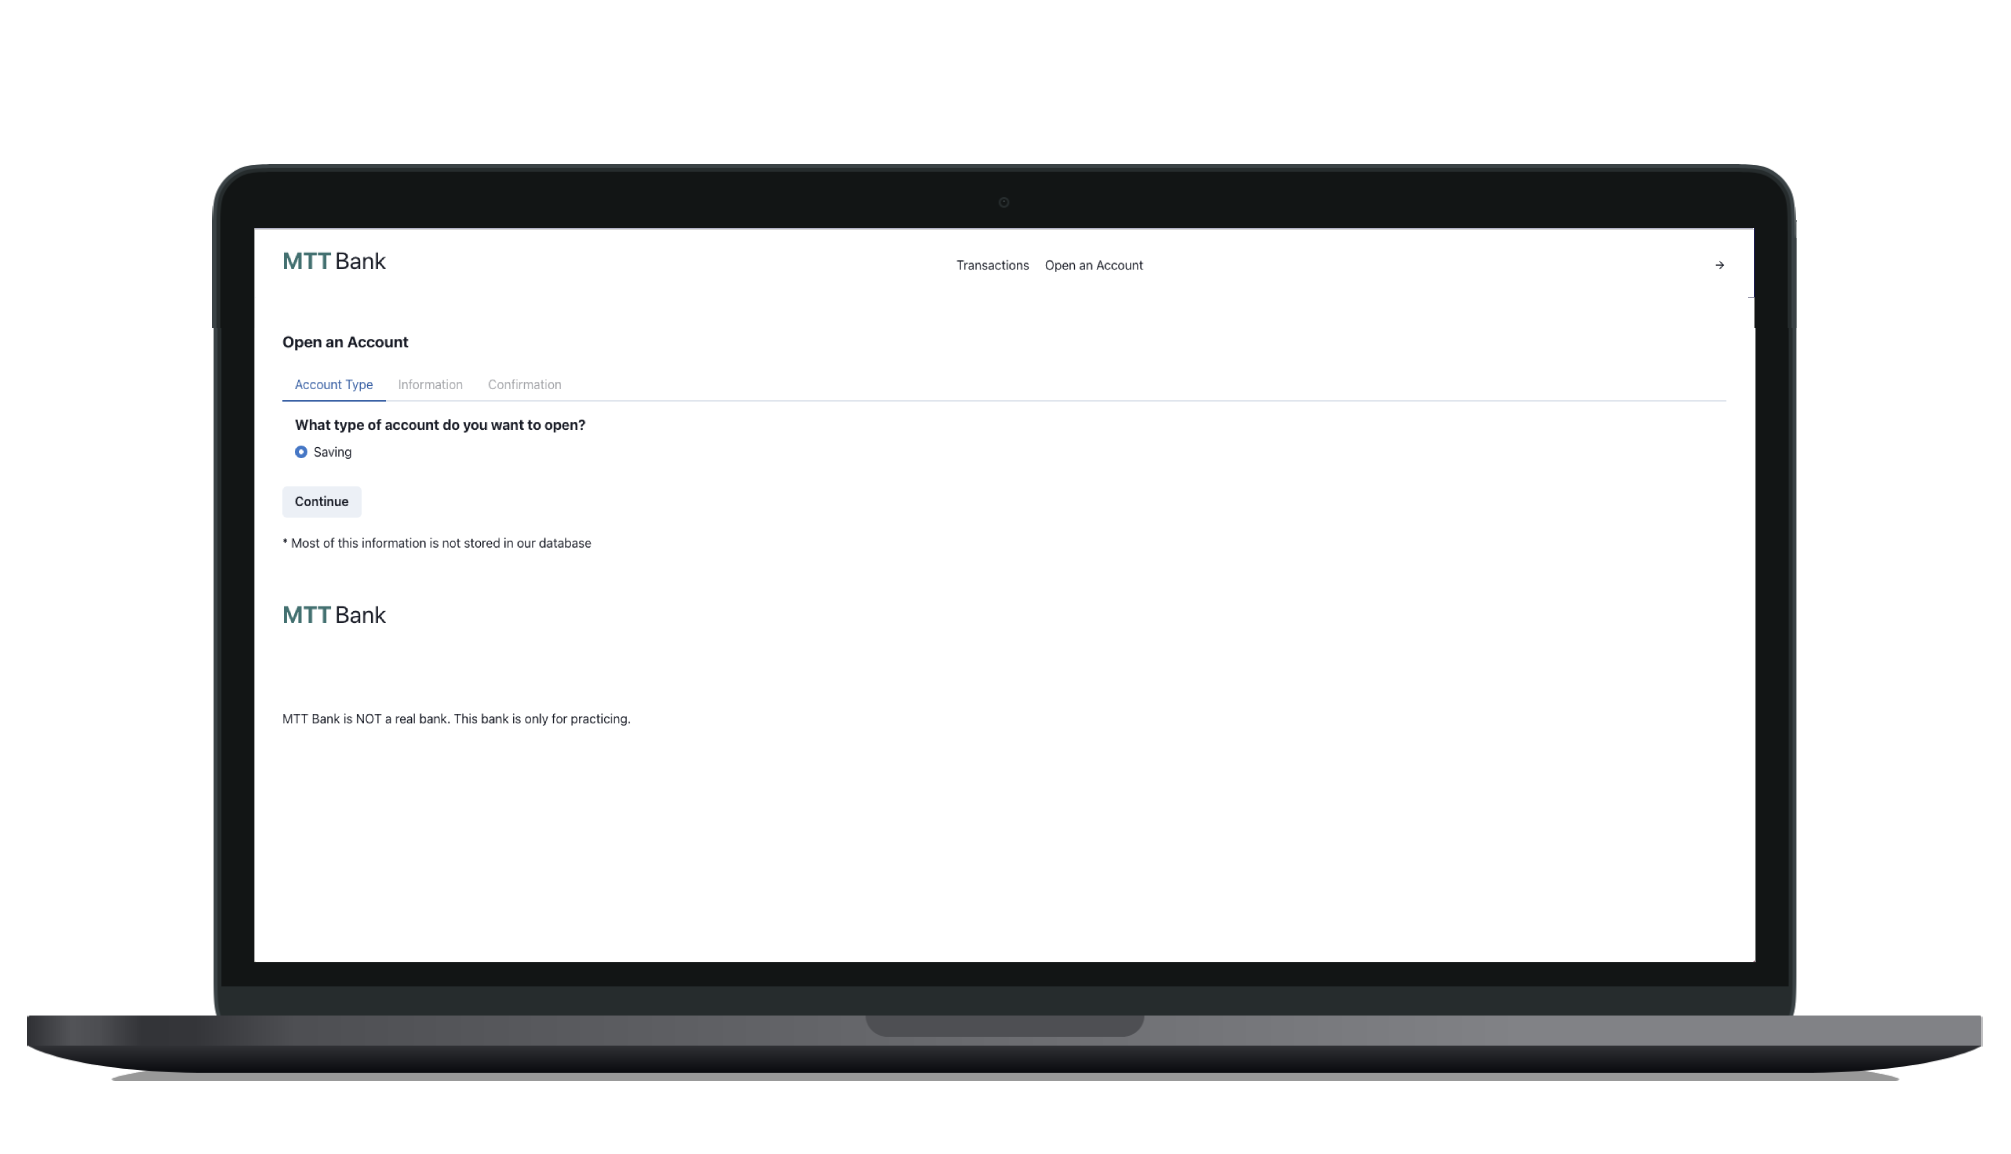 MTT Bank
Transactions Open an Account
Open an Account
Account Type Information Confirmation
What type of account do you want to open?
Saving
Continue
* Most of this information is not stored in our database
MTT Bank
MTT Bank is NOT a real bank. This bank is only for practicing.